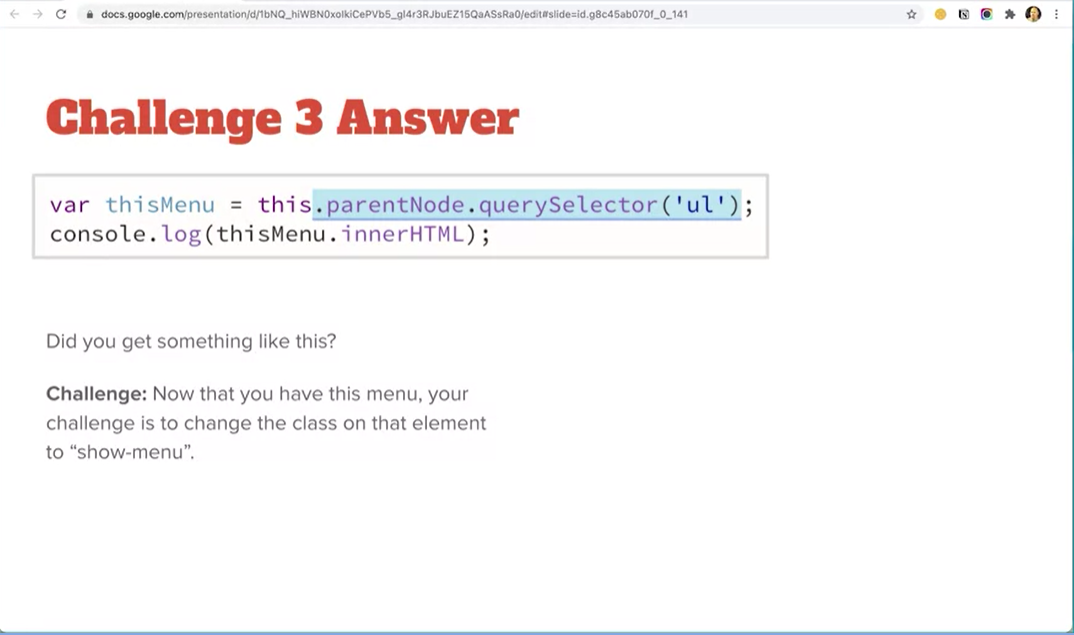 docs.google.com/presentation/d/1bNQ_hiWBN0xolkiCePVb5_gl4r3RJbuEZ15QaASsRa0/edit#slide=id.g8c45ab070f_0_141
Challenge 3 Answer
var thisMenu = this.parentNode.querySelector('ul');
console.log(thisMenu.innerHTML);
Did you get something like this?
Challenge: Now that you have this menu, your
challenge is to change the class on that element
to “show-menu”.